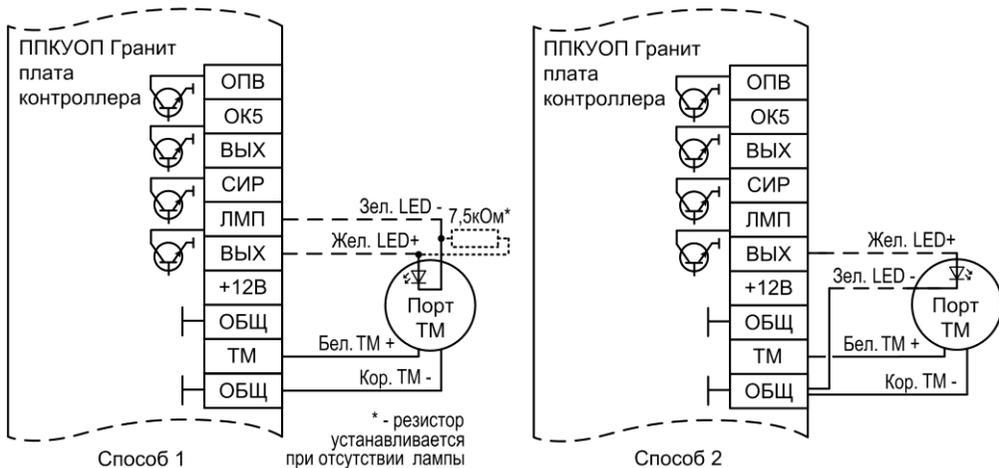 ППКУОП Гранит
плата
контроллера
ОПВ
ОК5
ВЫХ
СИР
ЛМП
ВЫХ
+12В
ОБЩ
ТМ
ОБЩ
Зел. LED -
7,5кОм*
Жел. LED+
Порт
ТМ
Бел. ТМ +
Кор. ТМ -
* - резистор
устанавливается
при отсутствии лампы
Способ 1
ППКУОП Гранит
плата
контроллера
ОПВ
ОК5
ВЫХ
СИР
ЛМП
ВЫХ
+12В
ОБЩ
ТМ
ОБЩ
Жел. LED+
Зел. LED -
Порт
ТМ
Бел. ТМ +
Кор. ТМ -
Способ 2